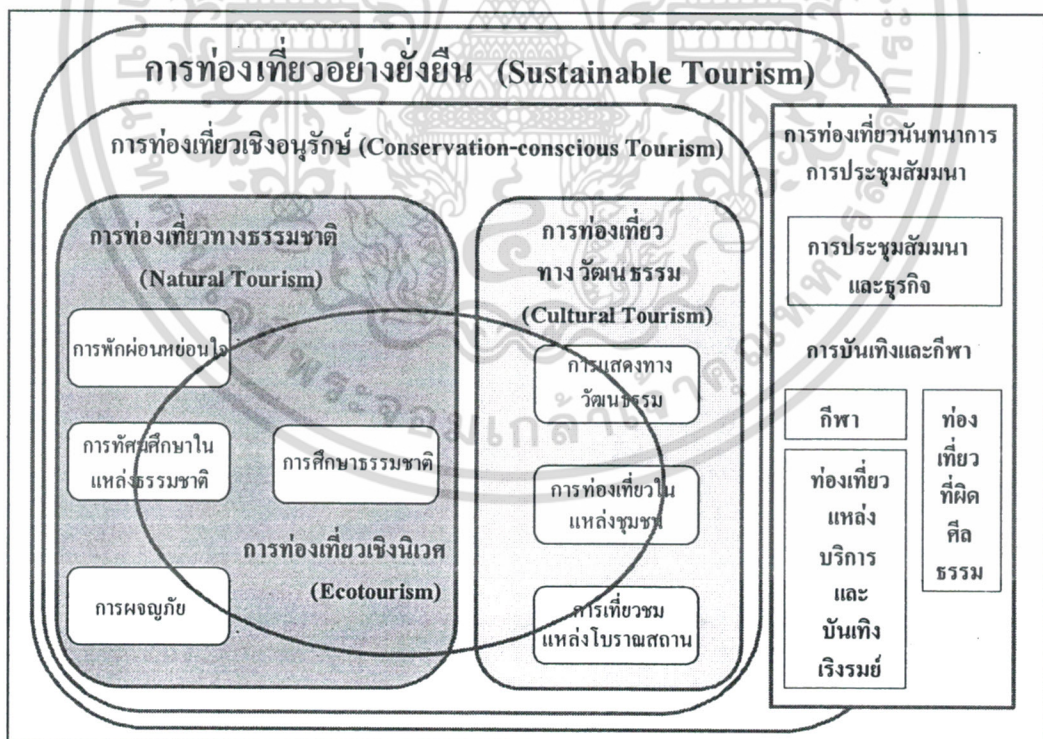 การท่องเที่ยวอย่างยั่งยืน (Sustainable Tourism)
การท่องเที่ยวเชิงอนุรักษ์ (Conservation-conscious Tourism)
การท่องเที่ยวทางธรรมชาติ
(Natural Tourism)
การพักผ่อนหย่อนใจ
การทัศนศึกษาใน
แหล่งธรรมชาติ
การศึกษาธรรมชาติ
การท่องเที่ยวเชิงนิเวศ
(Ecotourism)
การผจญภัย
การท่องเที่ยว
ทาง วัฒน ธรรม
(Cultural Tourism)
การแสดงทาง
วัฒนธรรม
การท่องเที่ยวใน
แหล่งชุมชน
การเที่ยวชม
แหล่งโบราณสถาน
การท่องเที่ยวนันทนาการ
การประชุมสัมมนา
การประชุมสัมมนา
และธุรกิจ
การบันเทิงและกีฬา
กีฬา
ท่องเที่ยว
แหล่ง
บริการ
และ
บันเทิง
เริงรมย์
ท่อง
เที่ยว
ที่ผิด
ศีล
ธรรม